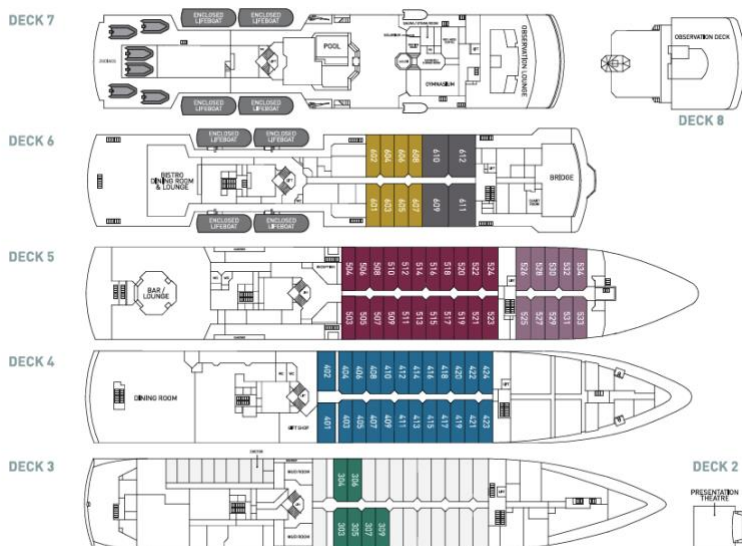 DECK 7
ENCLOSED
LIFEBOAT
ENCLOSED
LIFEBOAT
POOL
GYMNASIUM
OBSERVATION LOUNGE
ENCLOSED
LIFEBOAT
ENCLOSED
LIFEBOAT
OBSERVATION DECK
DECK 8
DECK 6
ENCLOSED
LIFEBOAT
ENCLOSED
LIFEBOAT
BISTRO
DINING ROOM
& LOUNGE
602 604 606 608 610 612
601 603 605 607 609 611
BRIDGE
ENCLOSED
LIFEBOAT
ENCLOSED
LIFEBOAT
DECK 5
BAR /
LOUNGE
RECEPTION
504 506 508 510 512 514 516 518 520 522 524
526 528 530 532 534
503 505 507 509 511 513 515 517 519 521 523
525 527 529 531 533
DECK 4
DINING ROOM
GIFT SHOP
402 404 406 408 410 412 414 416 418 420 422 424
401 403 405 407 409 411 413 415 417 419 421 423
DECK 3
MUD ROOM
304 306
303 305 307 309
MUD ROOM
DECK 2
PRESENTATION
THEATRE